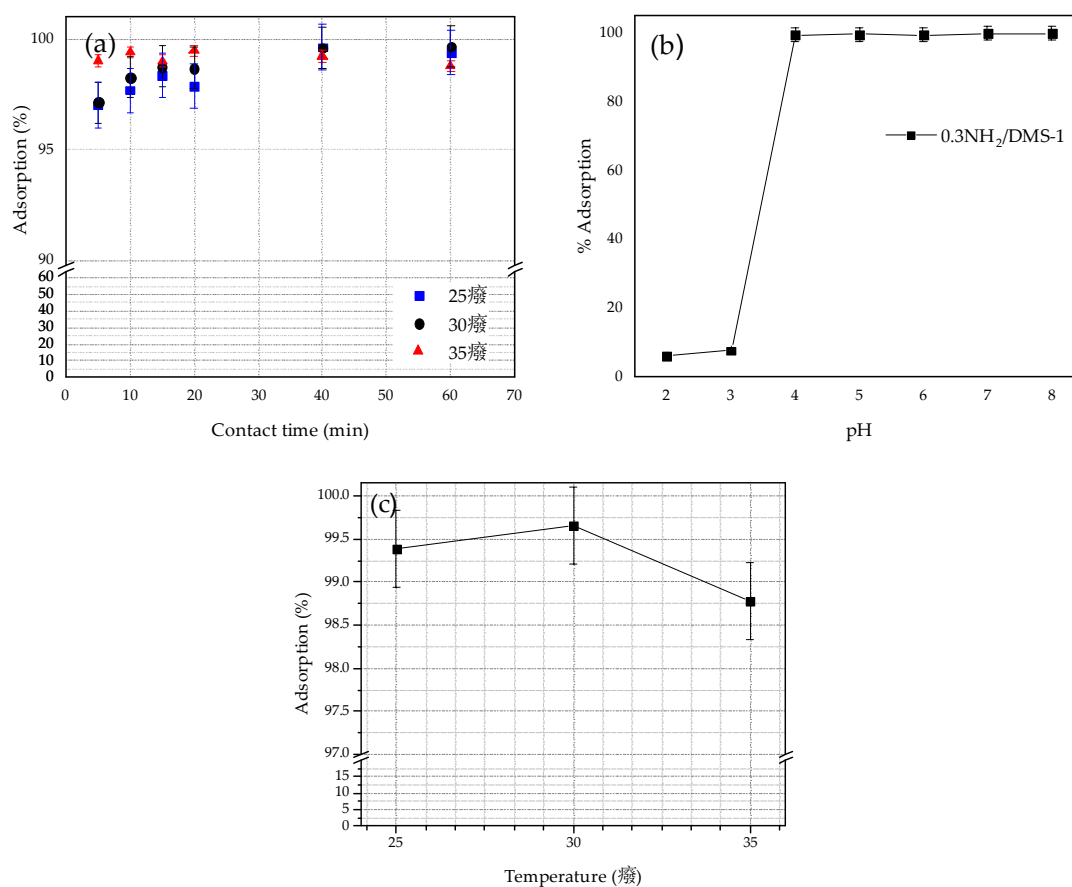 (a)
100
95
90
60
50
40
30
20
10
0
Adsorption (%)
25癈
30癈
35癈
0 10 20 30 40 50 60 70
Contact time (min)
(b)
100
80
60
40
20
0
% Adsorption
0.3NH₂/DMS-1
2 3 4 5 6 7 8
pH
(c)
100.0
99.5
99.0
98.5
98.0
97.5
97.0
15
10
5
0
Adsorption (%)
25 30 35
Temperature (癈)